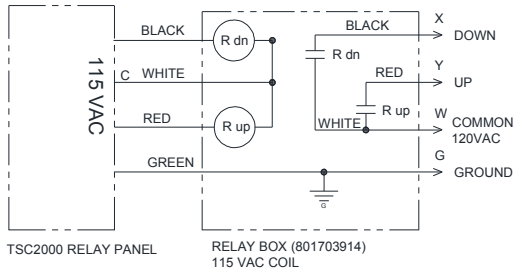 BLACK
R dn
BLACK
X
DOWN
R dn
115 VAC
C WHITE
RED
Y
UP
RED
R up
R up
WHITE
W
COMMON
120VAC
GREEN
G
GROUND
G
TSC2000 RELAY PANEL
RELAY BOX (801703914)
115 VAC COIL